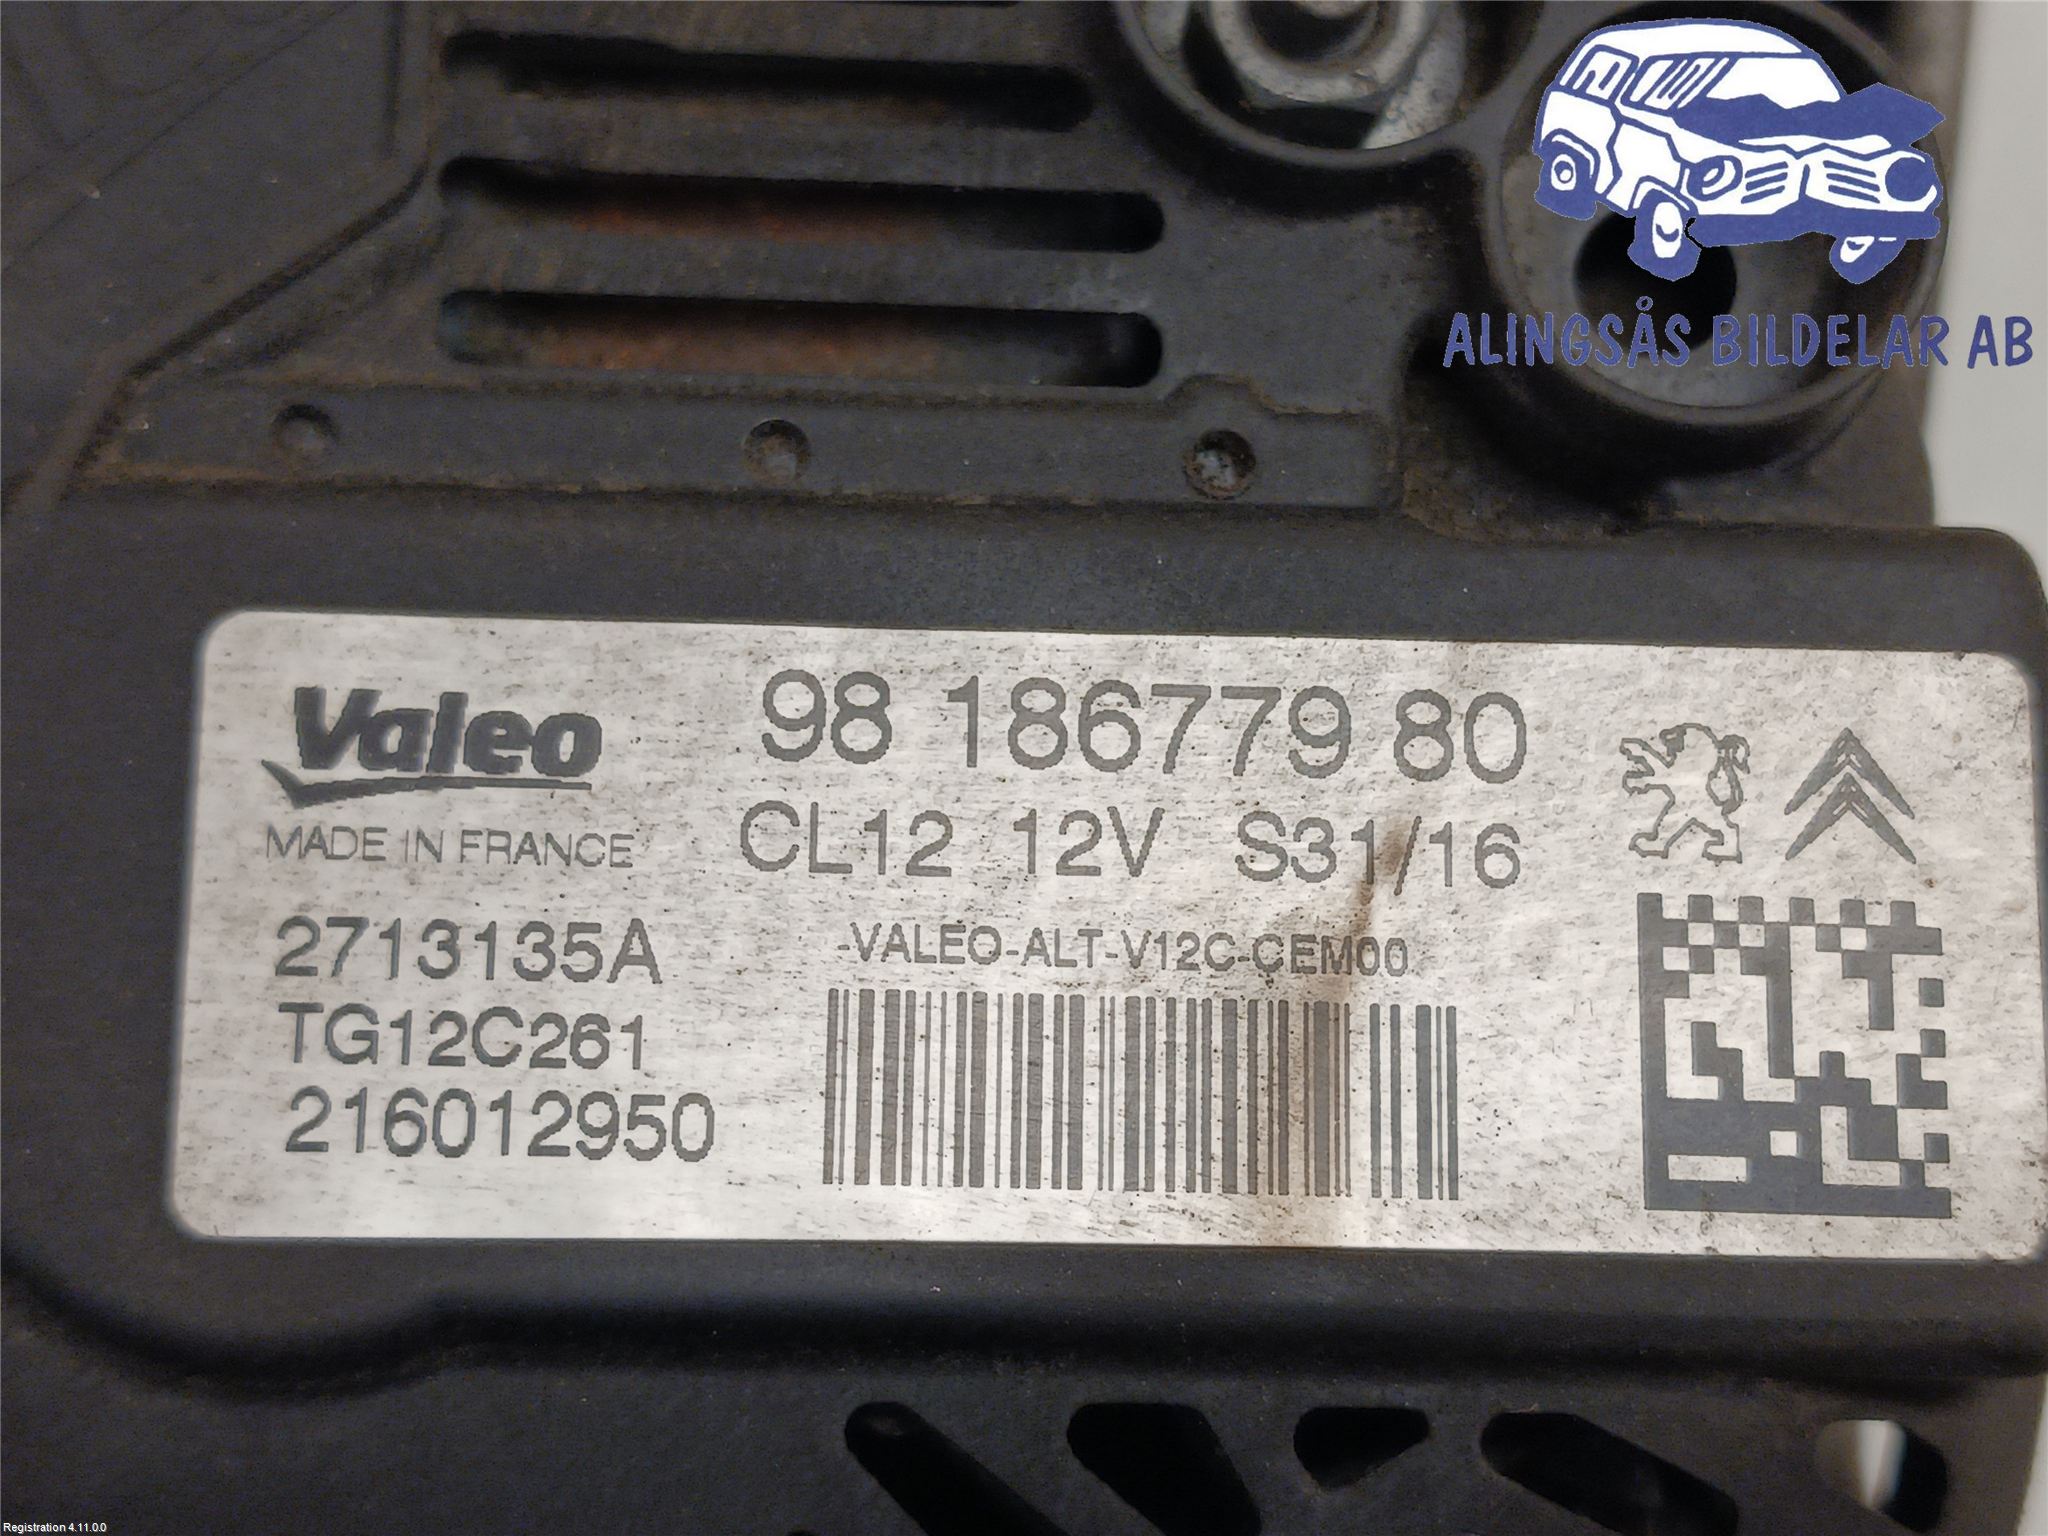 ALINGSÅS BILDELAR AB
Valeo
98 186779 80
MADE IN FRANCE
CL12 12V S31/16
2713135A
-VALEO-ALT-V12C-CEM00
TG12C261
216012950
Registration 4.11.0.0